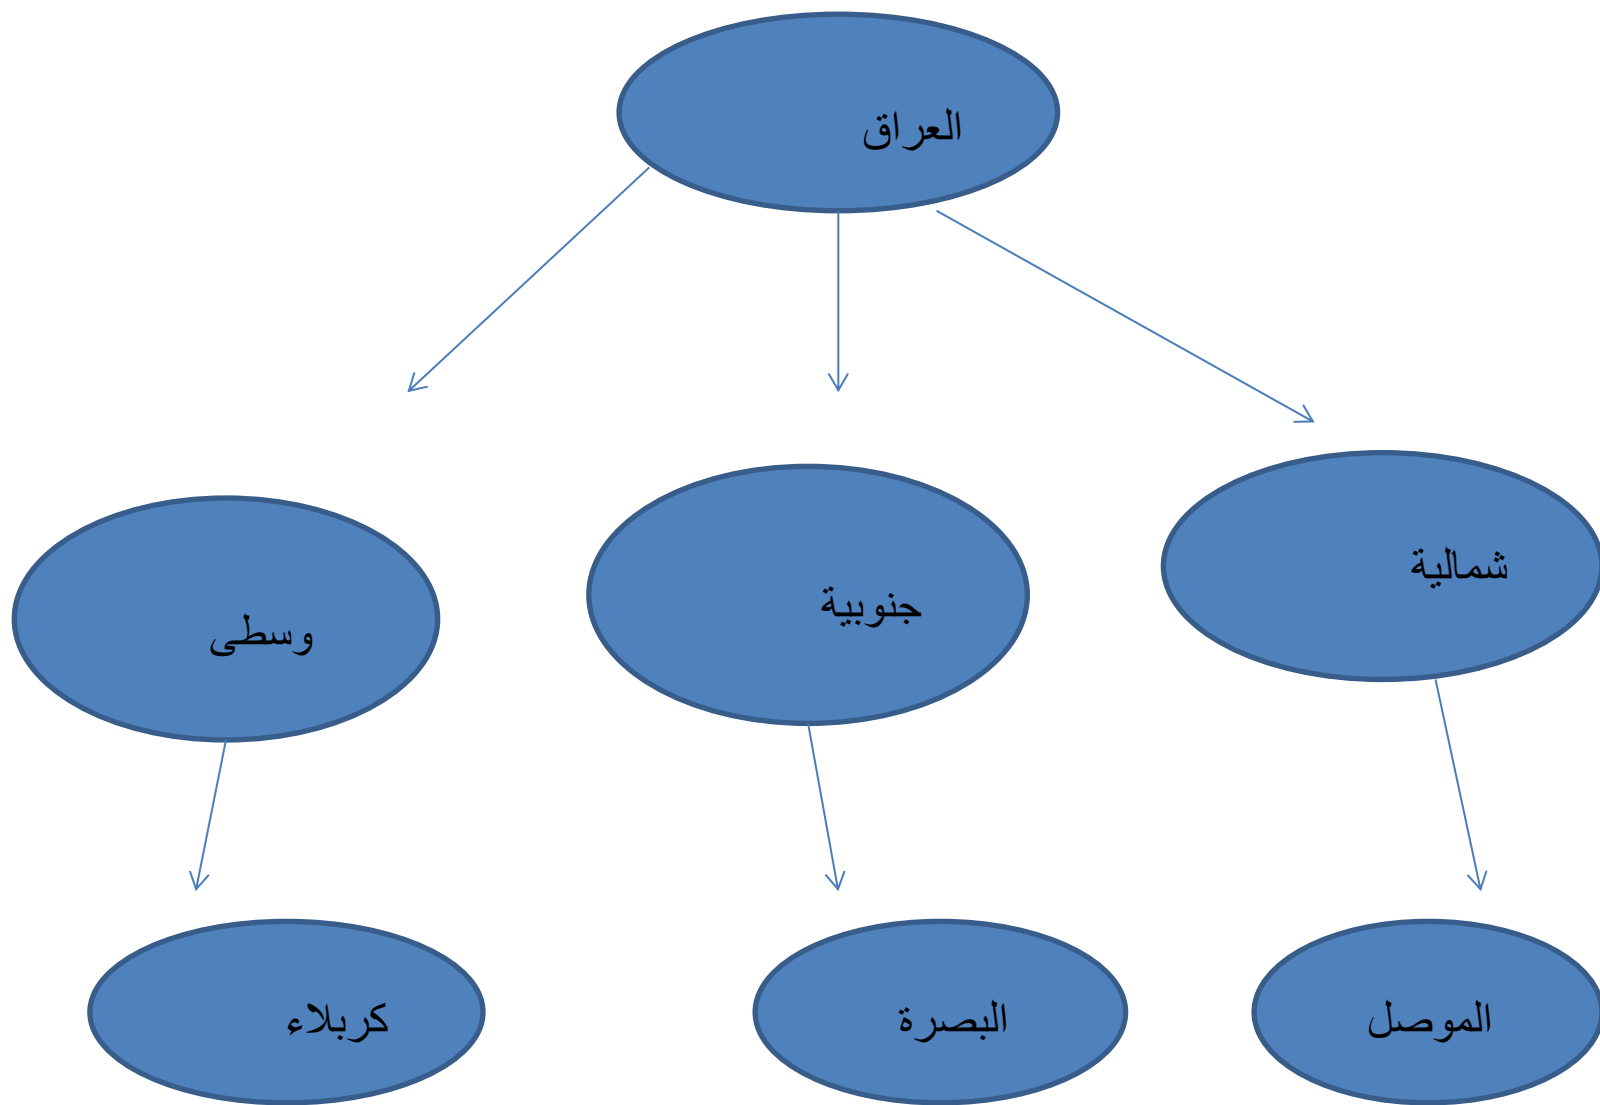 العراق
شمالية
جنوبية
وسطى
الموصل
البصرة
كربلاء